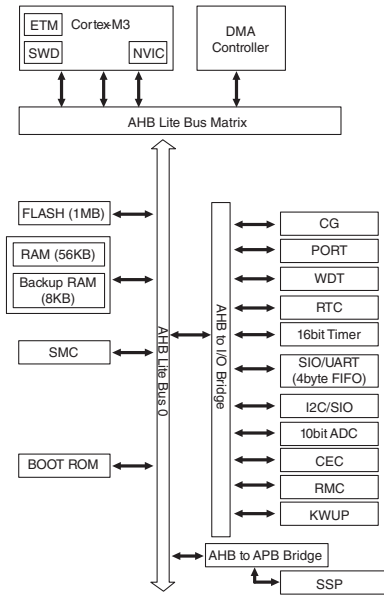 ETM
Cortex-M3
SWD
NVIC
DMA
Controller
AHB Lite Bus Matrix
FLASH (1MB)
RAM (56KB)
Backup RAM
(8KB)
SMC
BOOT ROM
AHB Lite Bus 0
AHB to I/O Bridge
CG
PORT
WDT
RTC
16bit Timer
SIO/UART
(4byte FIFO)
I2C/SIO
10bit ADC
CEC
RMC
KWUP
AHB to APB Bridge
SSP